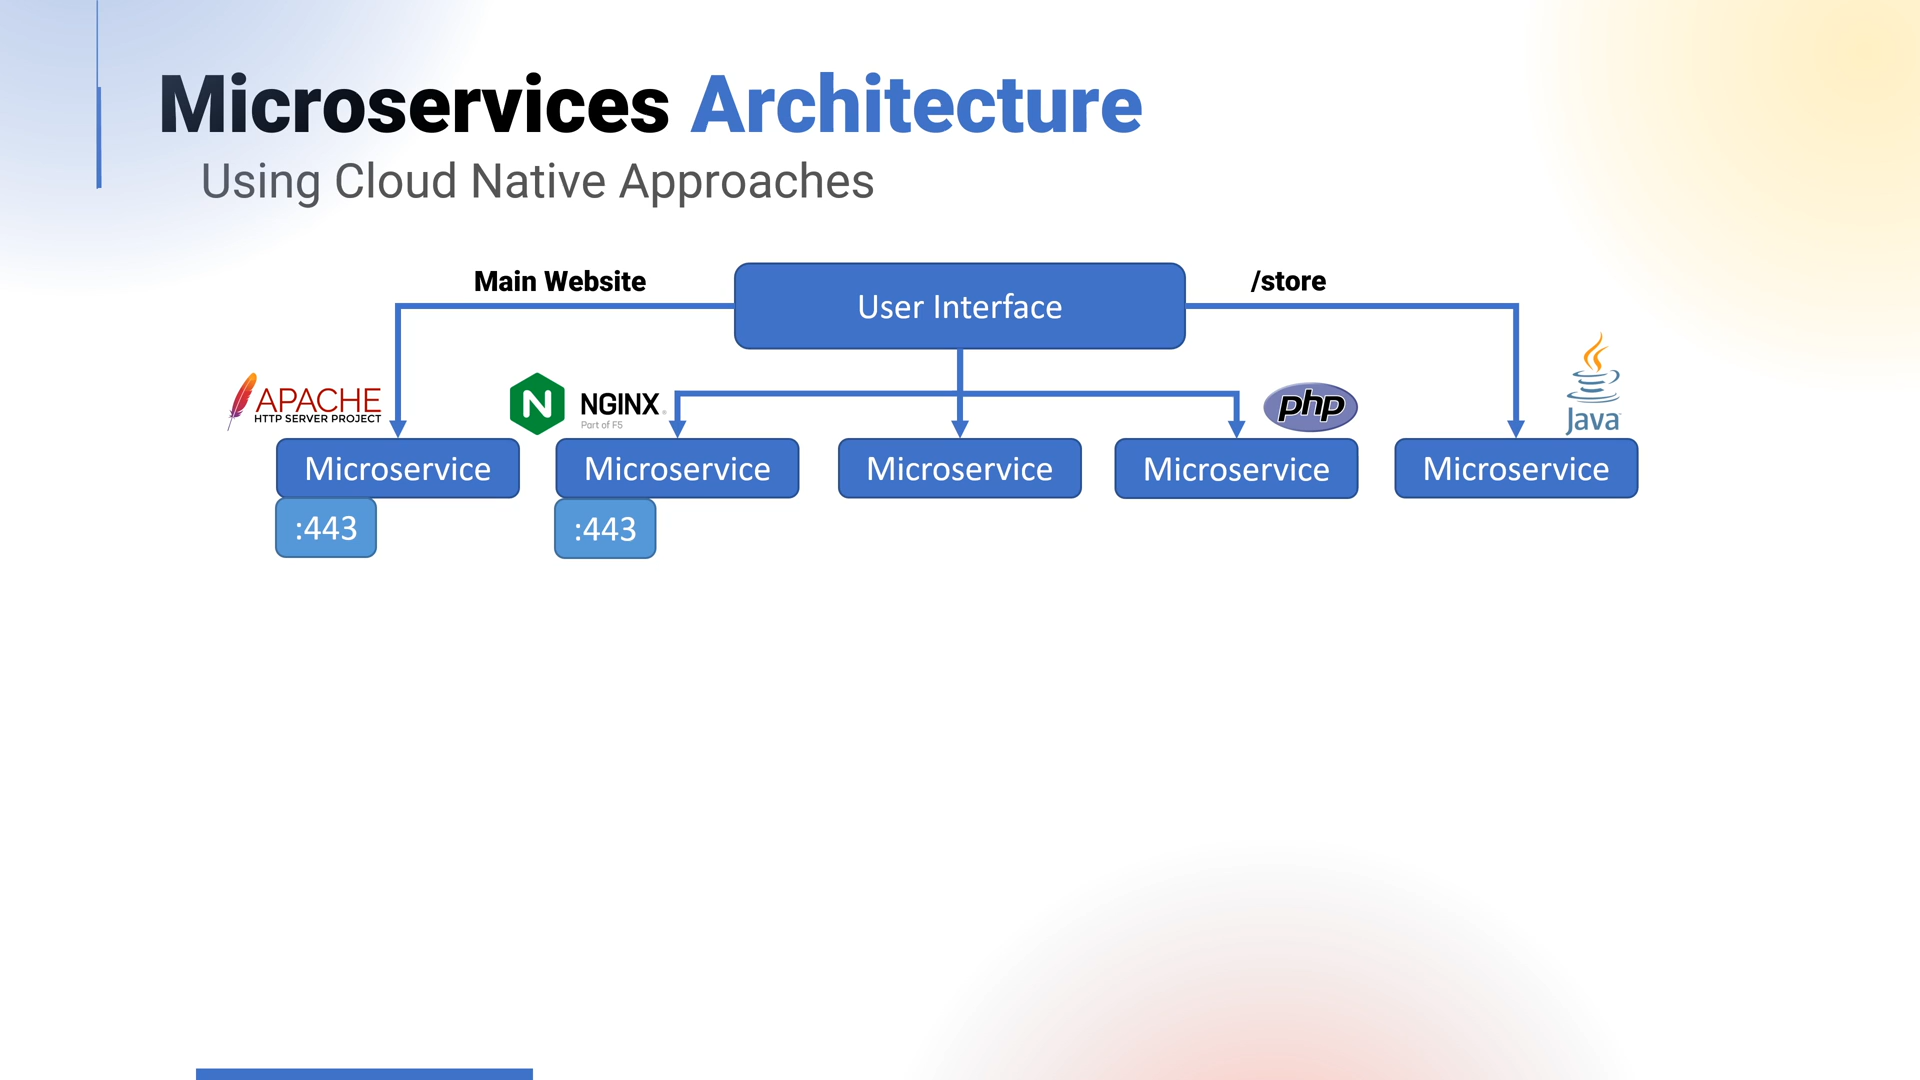 Microservices Architecture
Using Cloud Native Approaches
Main Website
User Interface
/store
APACHE
HTTP SERVER PROJECT
N
NGINX
Part of F5
php
Java
Microservice
Microservice
Microservice
Microservice
Microservice
:443
:443